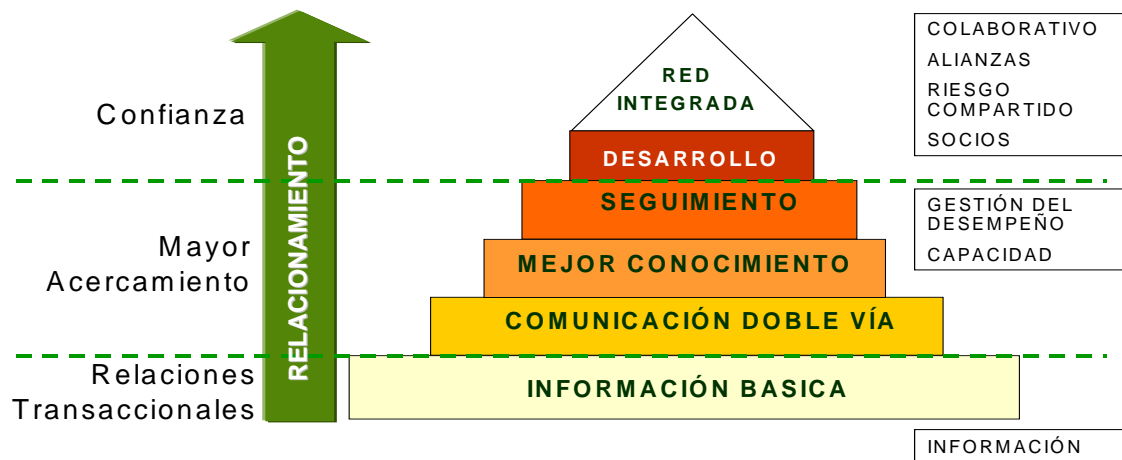 Confianza
Mayor
Acercamiento
Relaciones
Transaccionales
RELACIONAMIENTO
RED
INTEGRADA
DESARROLLO
SEGUIMIENTO
MEJOR CONOCIMIENTO
COMUNICACIÓN DOBLE VÍA
INFORMACIÓN BASICA
COLABORATIVO
ALIANZAS
RIESGO
COMPARTIDO
SOCIOS
GESTIÓN DEL
DESEMPEÑO
CAPACIDAD
INFORMACIÓN